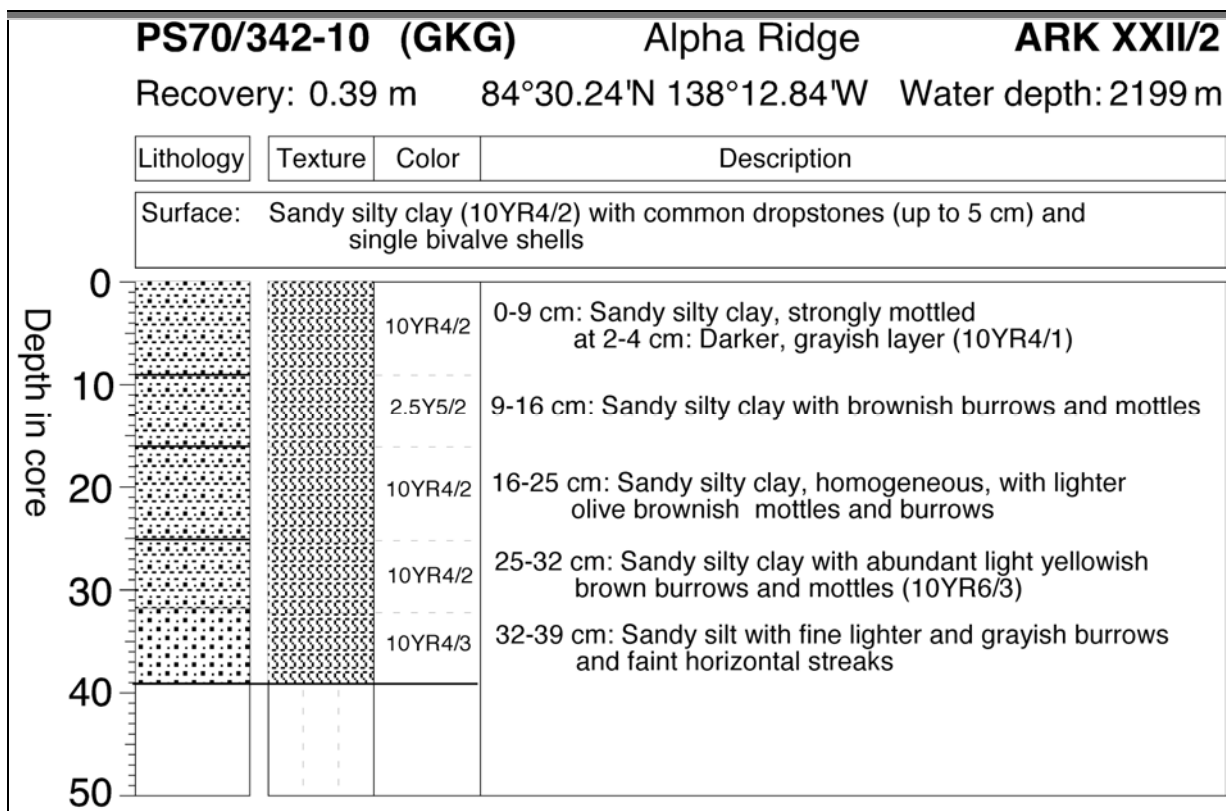 PS70/342-10 (GKG) Alpha Ridge ARK XXII/2
Recovery: 0.39 m 84°30.24'N 138°12.84'W Water depth: 2199 m
Lithology Texture Color Description
Surface: Sandy silty clay (10YR4/2) with common dropstones (up to 5 cm) and
single bivalve shells
Depth in core
0
10
20
30
40
50
10YR4/2
2.5Y5/2
10YR4/2
10YR4/2
10YR4/3
0-9 cm: Sandy silty clay, strongly mottled
at 2-4 cm: Darker, grayish layer (10YR4/1)
9-16 cm: Sandy silty clay with brownish burrows and mottles
16-25 cm: Sandy silty clay, homogeneous, with lighter
olive brownish mottles and burrows
25-32 cm: Sandy silty clay with abundant light yellowish
brown burrows and mottles (10YR6/3)
32-39 cm: Sandy silt with fine lighter and grayish burrows
and faint horizontal streaks